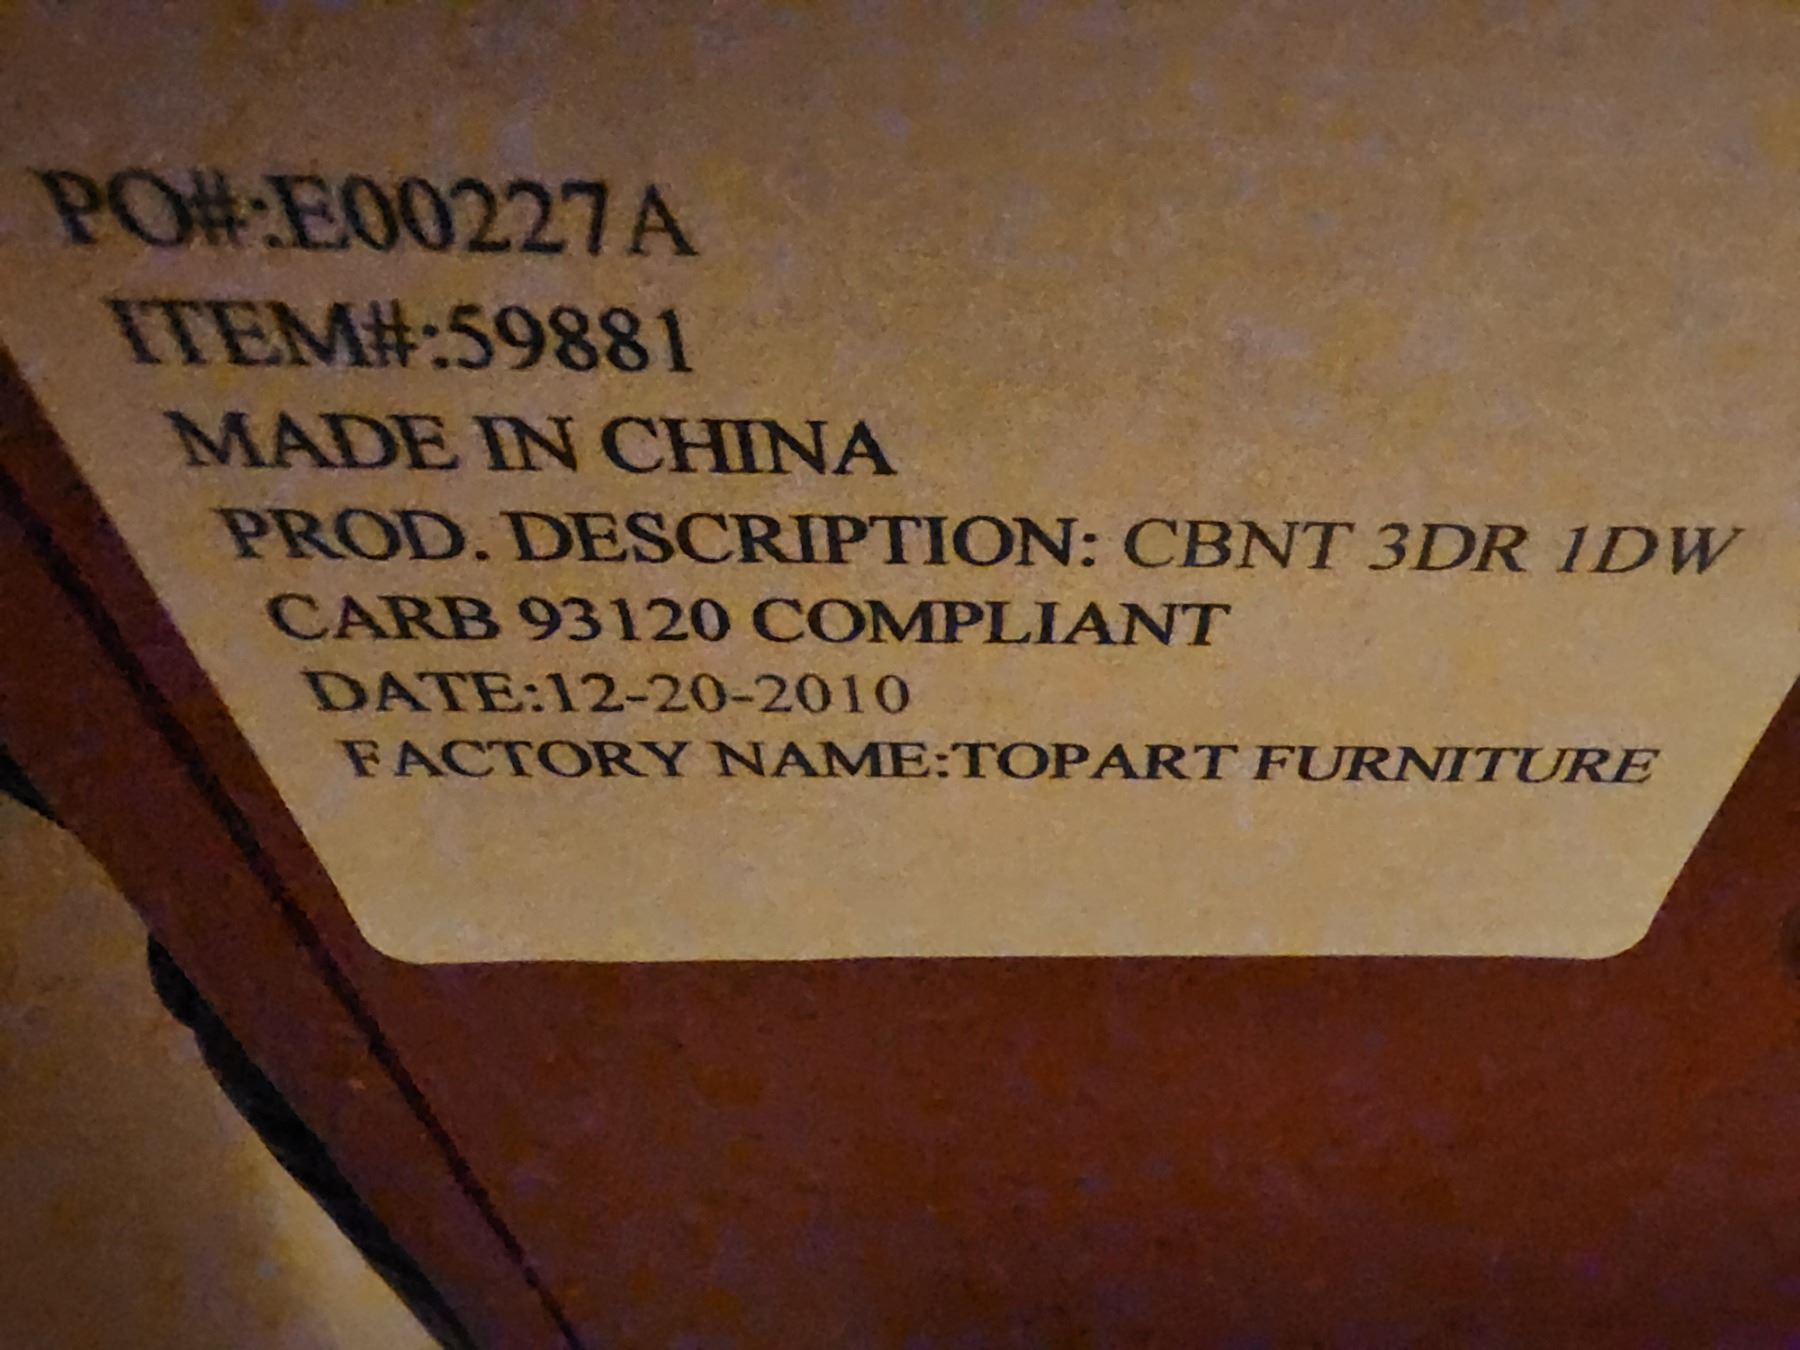 PO#:E00227A
ITEM#:59881
MADE IN CHINA
PROD. DESCRIPTION: CBNT 3DR 1DW
CARB 93120 COMPLIANT
DATE:12-20-2010
FACTORY NAME:TOPART FURNITURE